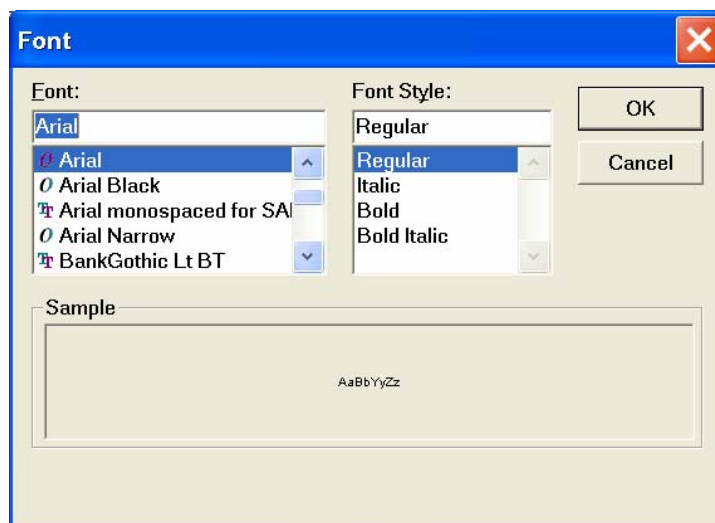 Font
Font:
Arial
Arial
Arial Black
Arial monospaced for SAI
Arial Narrow
BankGothic Lt BT
Font Style:
Regular
Regular
Italic
Bold
Bold Italic
OK
Cancel
Sample
AaBbYyZz